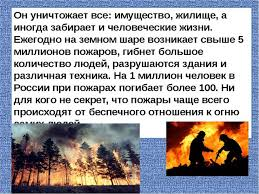 Он уничтожает все: имущество, жилище, а
иногда забирает и человеческие жизни.
Ежегодно на земном шаре возникает свыше 5
миллионов пожаров, гибнет большое
количество людей, разрушаются здания и
различная техника. На 1 миллион человек в
России при пожарах погибает более 100. Ни
для кого не секрет, что пожары чаще всего
происходят от беспечного отношения к огню
самих людей